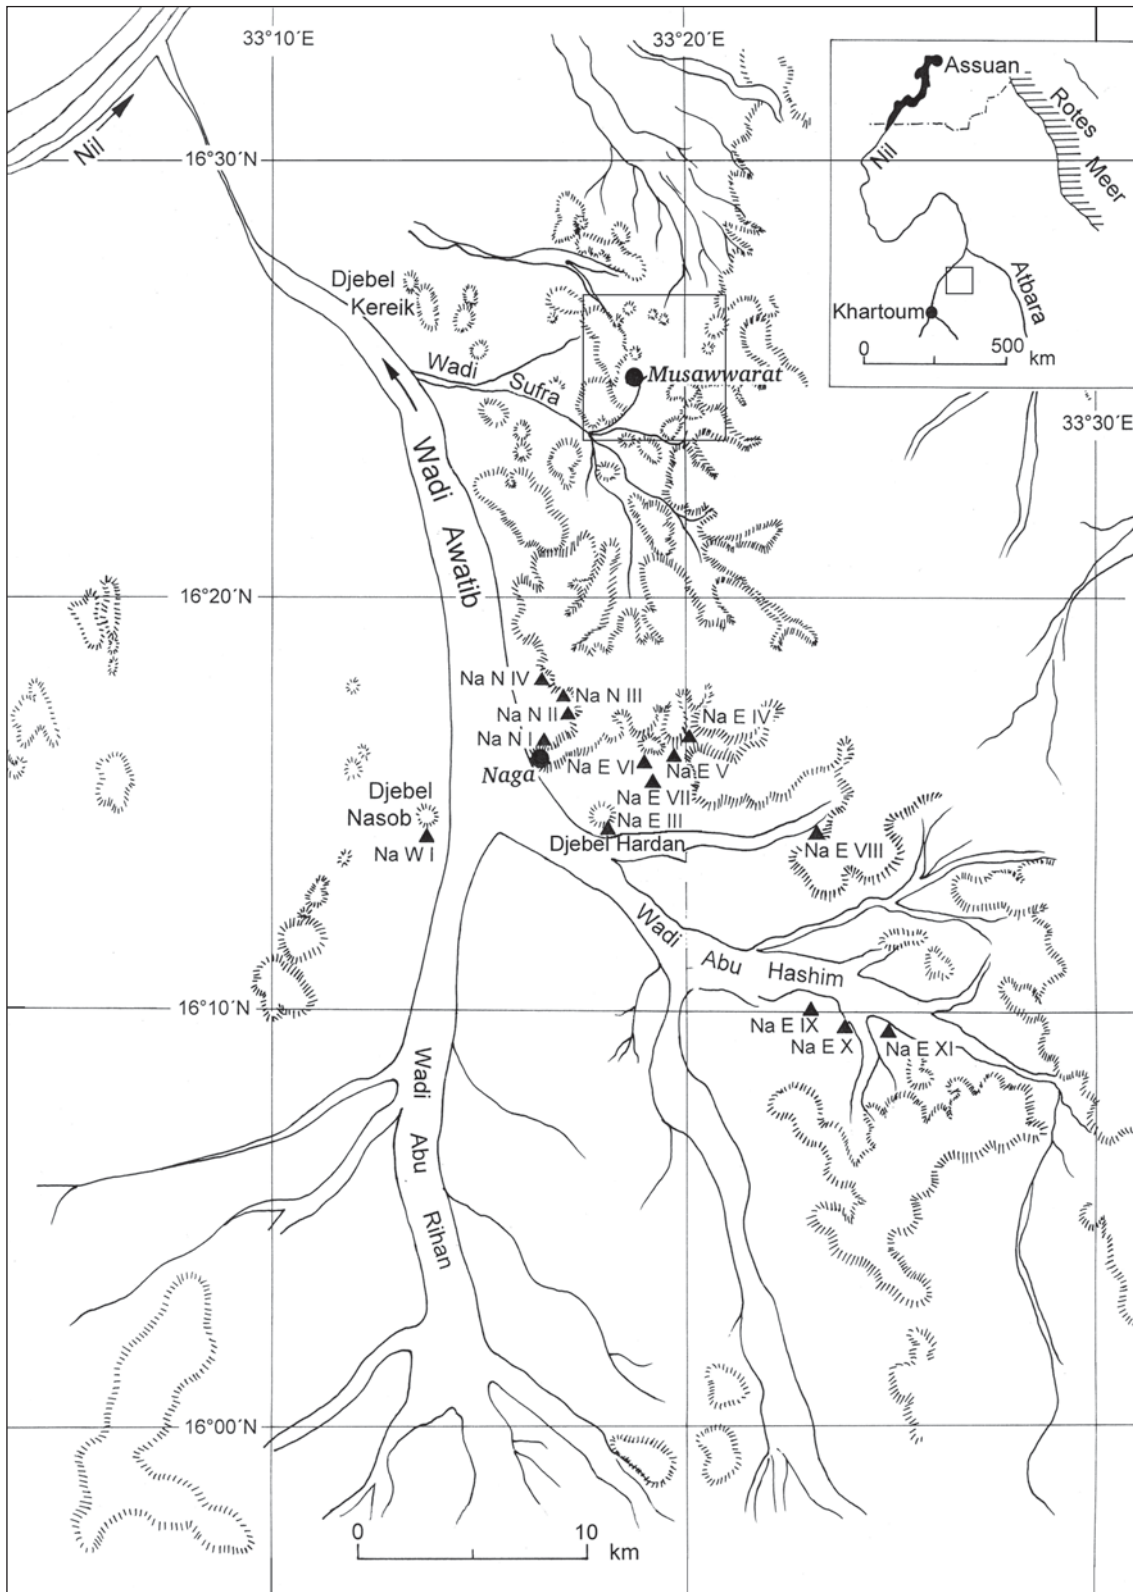 33°10´E
33°20´E
Assuan
Rotes
Meer
Nil
Nil
16°30´N
Atbara
Khartoum
0
500
km
Djebel
Kereik
Wadi
Sufra
Musawwarat
33°30´E
Wadi
Awatib
16°20´N
Na N IV
Na N III
Na N II
Na E IV
Na N I
Na E VI
Na E V
Naga
Na E VII
Djebel
Nasob
Na E III
Djebel Hardan
Na W I
Na E VIII
Wadi
Abu
Hashim
16°10´N
Na E IX
Na E X
Na E XI
Wadi
Abu
Rihan
16°00´N
0
10
km